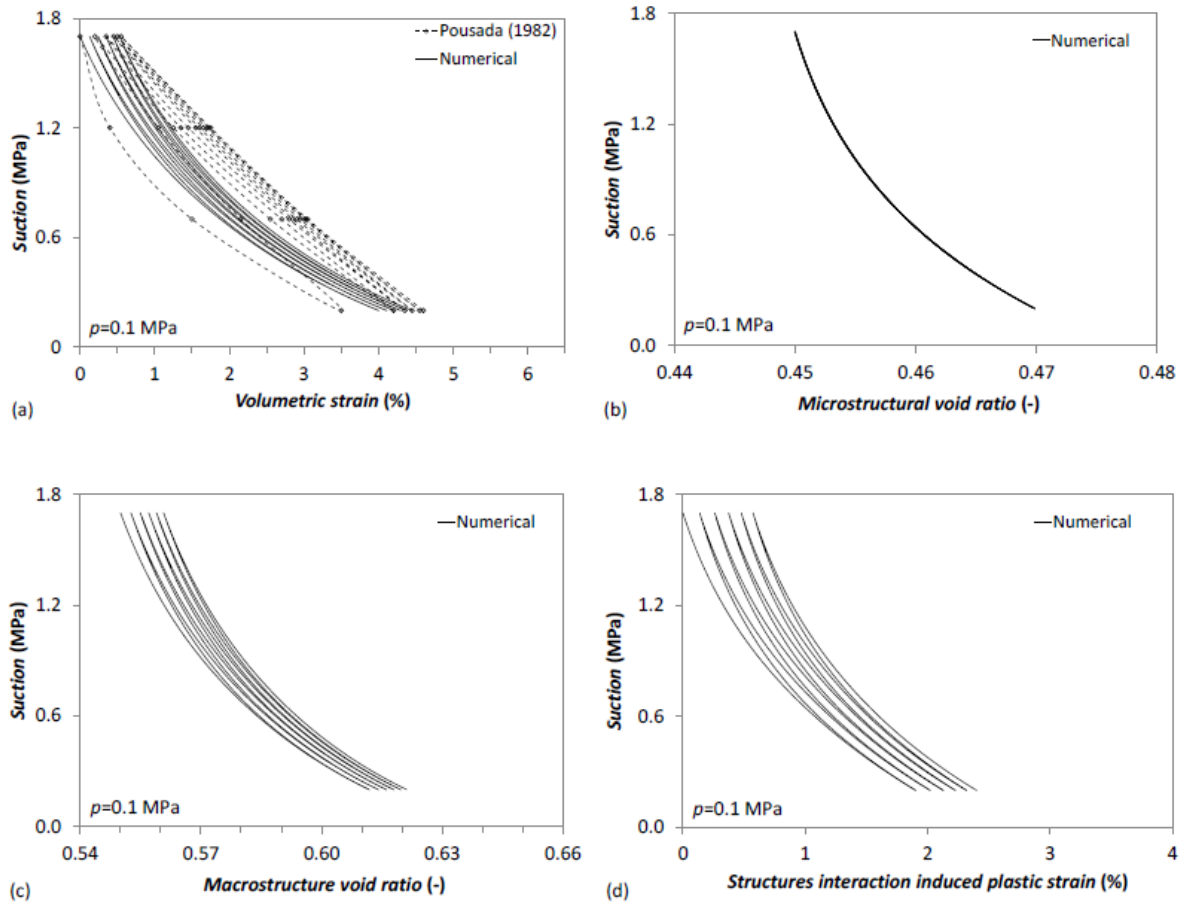 1.8
1.2
0.6
0
Suction (MPa)
Pousada (1982)
Numerical
p=0.1 MPa
0 1 2 3 4 5 6
Volumetric strain (%)
(a)
1.8
1.2
0.6
0
Suction (MPa)
Numerical
p=0.1 MPa
0.44 0.45 0.46 0.47 0.48
Microstructural void ratio (-)
(b)
1.8
1.2
0.6
0.0
Suction (MPa)
Numerical
p=0.1 MPa
0.54 0.57 0.60 0.63 0.66
Macrostructure void ratio (-)
(c)
1.8
1.2
0.6
0.0
Suction (MPa)
Numerical
p=0.1 MPa
0 1 2 3 4
Structures interaction induced plastic strain (%)
(d)